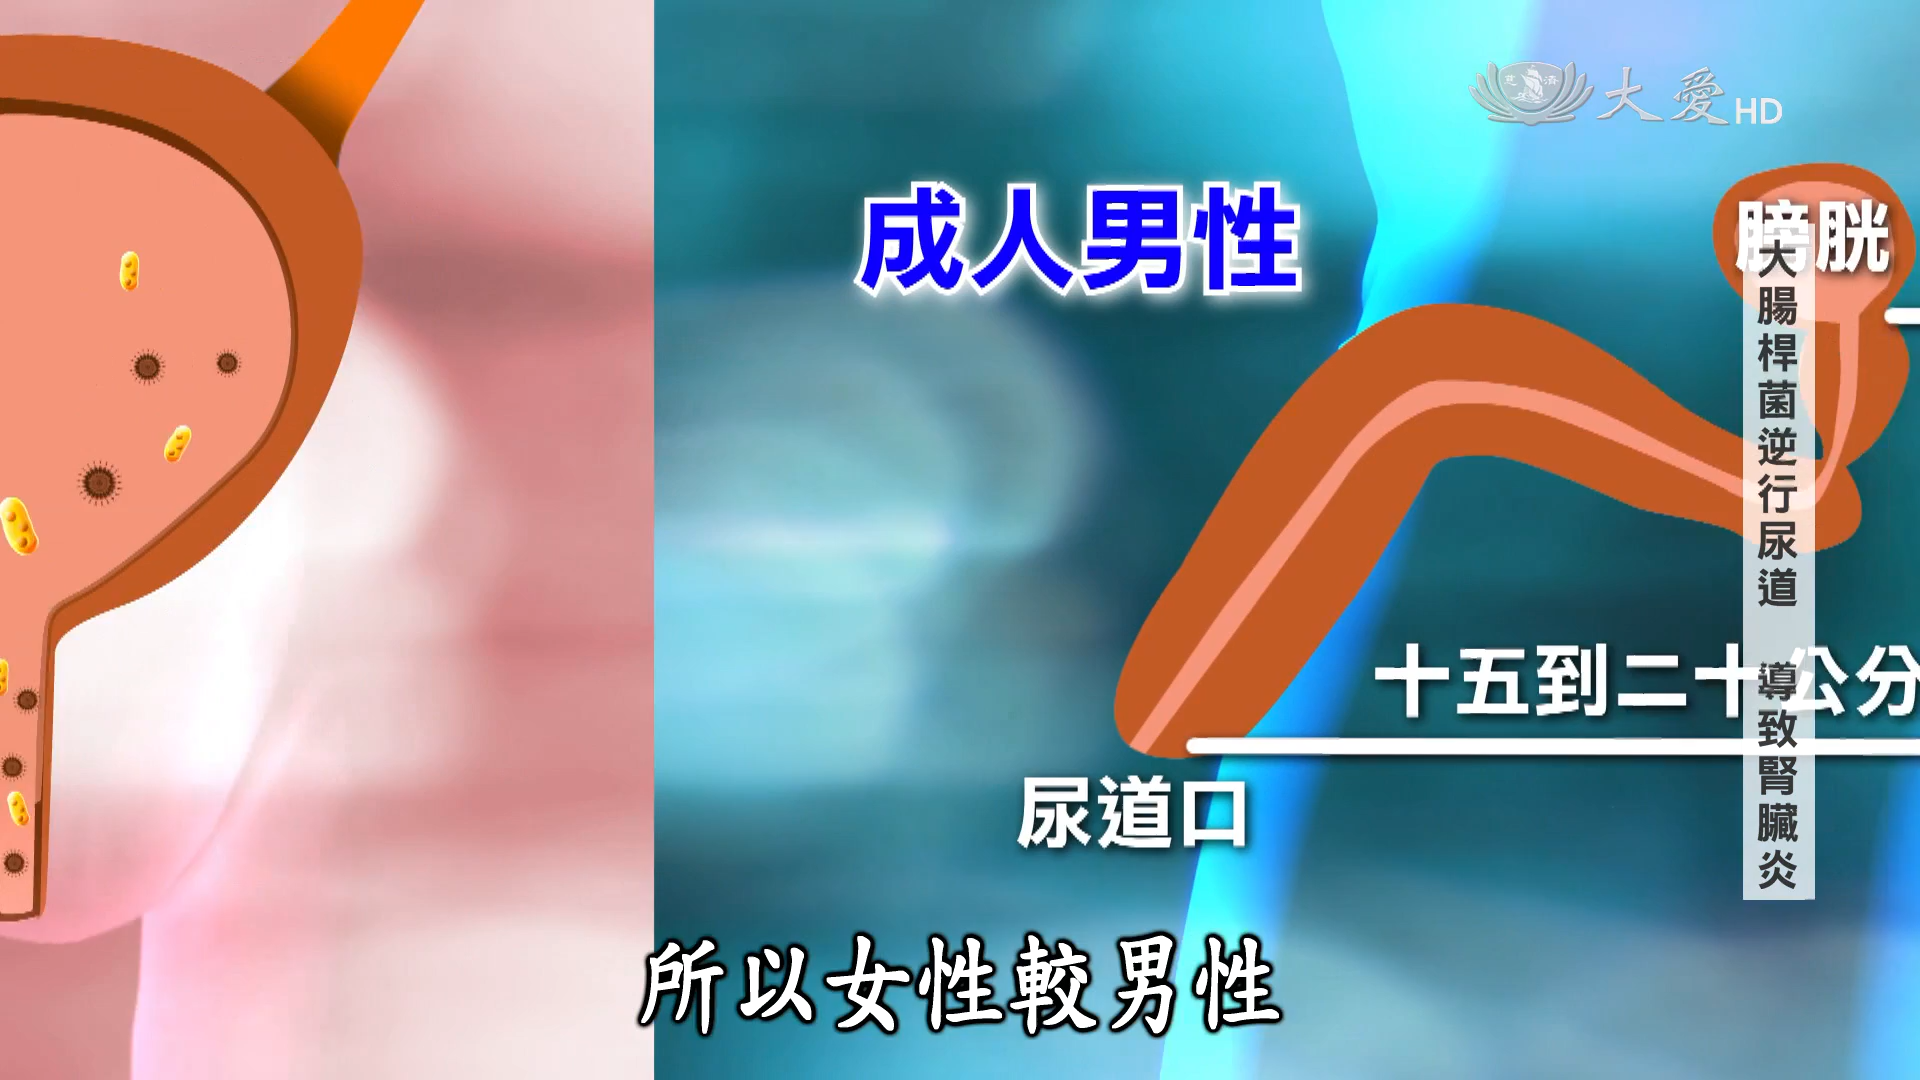 大愛HD
成人男性
膀胱
大腸桿菌逆行尿道 導致腎臟炎
十五到二十公分
尿道口
所以女性較男性